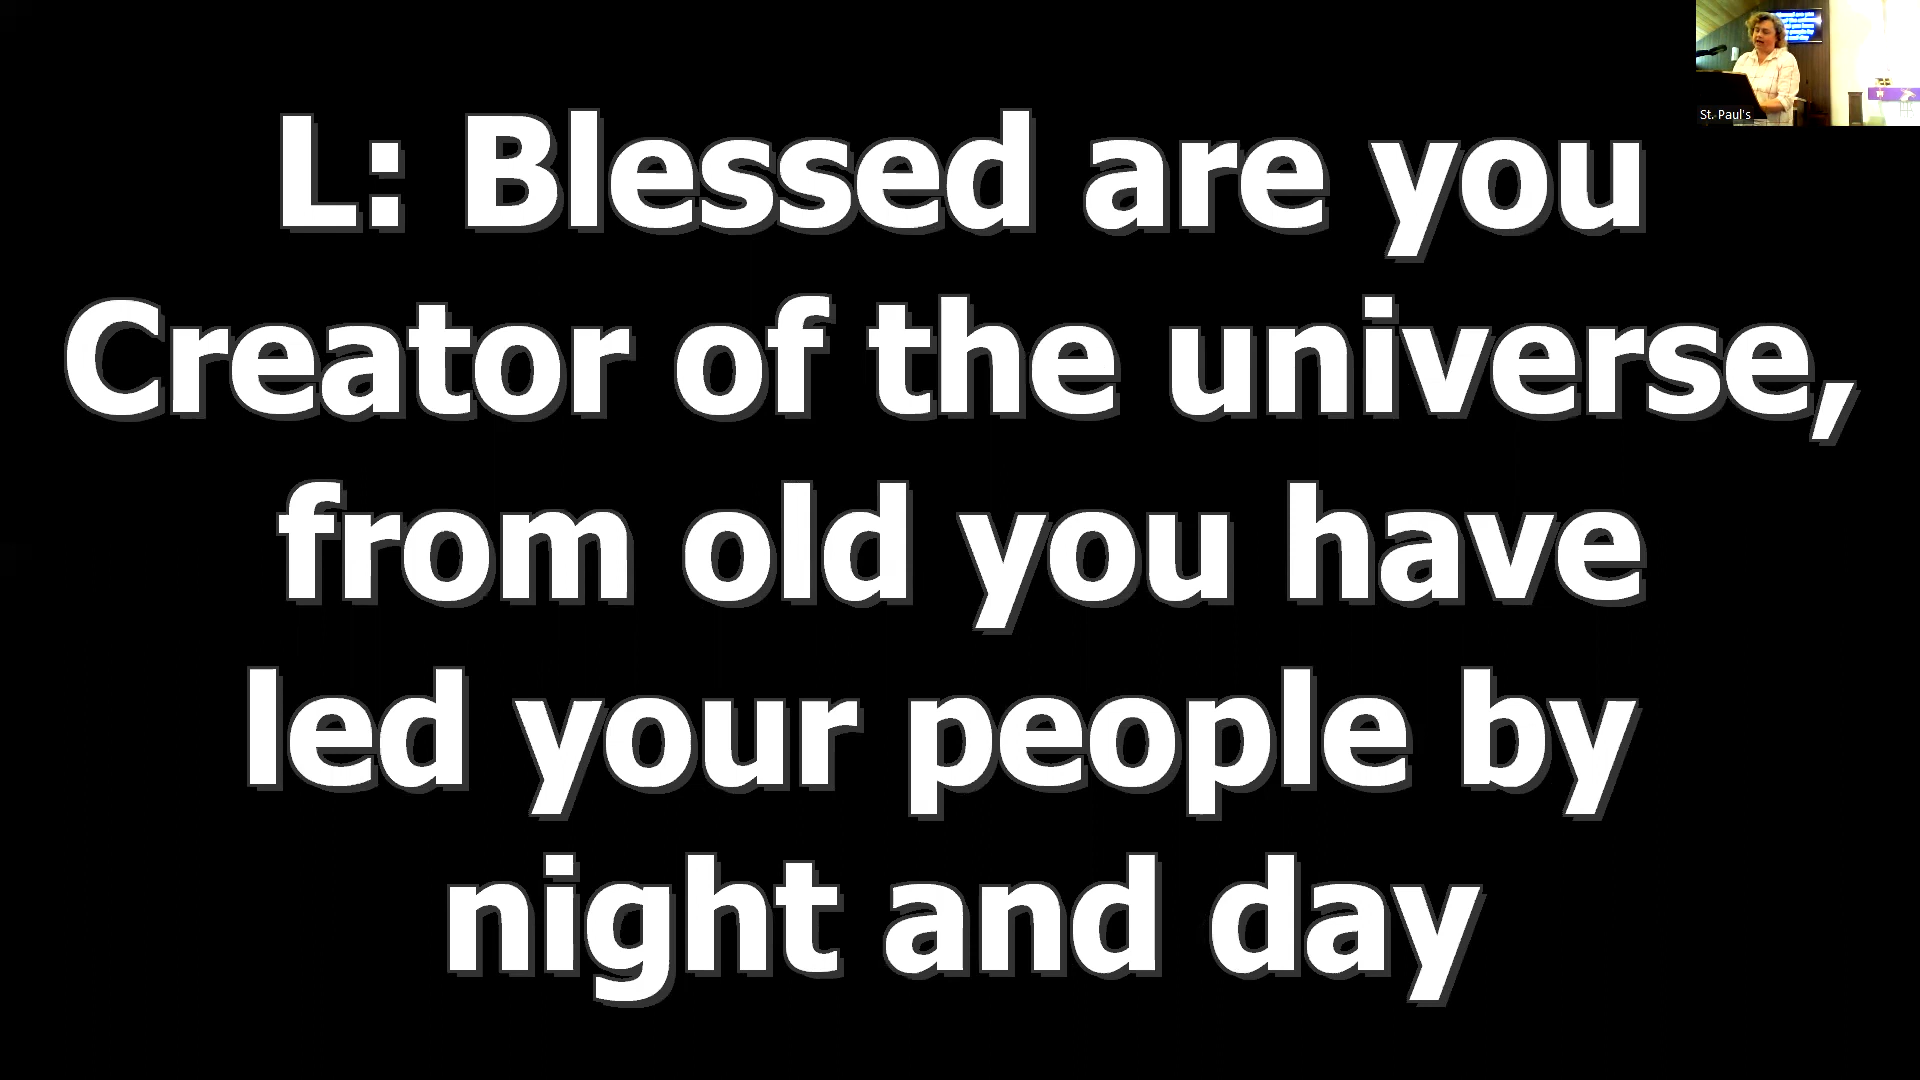 L: Blessed are you
Creator of the universe,
from old you have
led your people by
night and day
St. Paul's